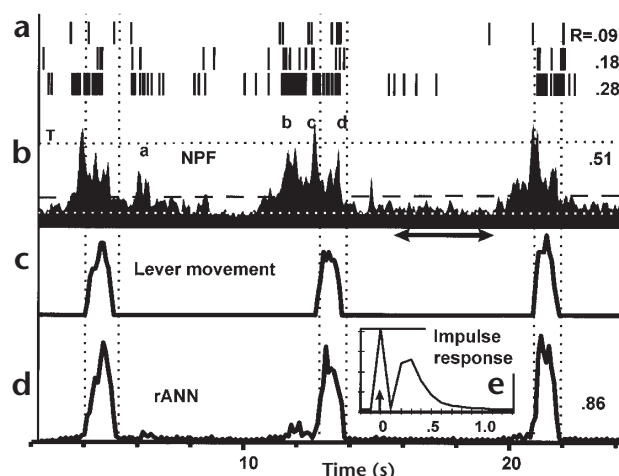 a
R=.09
.18
.28
T
b c d
b
a
NPF
.51
c
Lever movement
Impulse
response
e
0 .5 1.0
d
rANN
.86
10 20
Time (s)